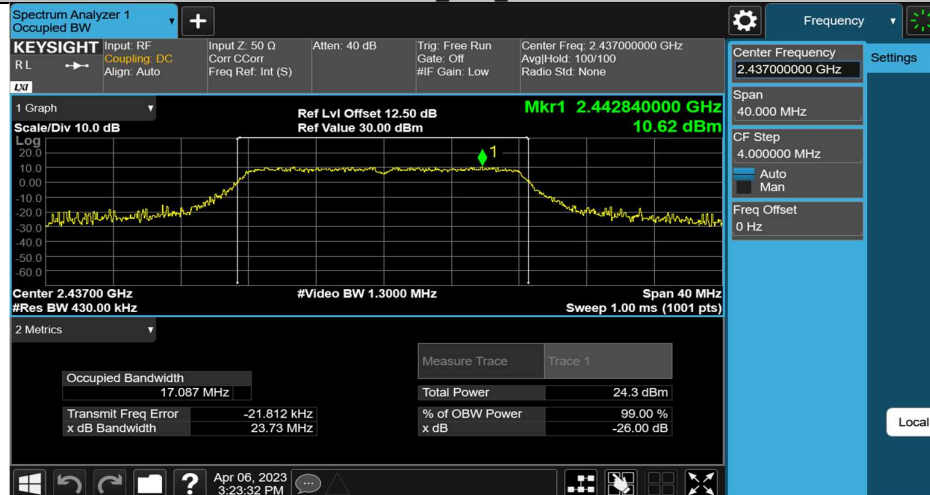 Spectrum Analyzer 1
Occupied BW
+
Frequency
KEYSIGHT
RL
LXI
Input: RF
Coupling: DC
Align: Auto
Input Z: 50 Ω
Corr CCorr
Freq Ref: Int (S)
Atten: 40 dB
Trig: Free Run
Gate: Off
#IF Gain: Low
Center Freq: 2.437000000 GHz
Avg|Hold: 100/100
Radio Std: None
Center Frequency
2.437000000 GHz
Settings
Span
40.000 MHz
CF Step
4.000000 MHz
Auto
Man
Freq Offset
0 Hz
1 Graph
Scale/Div 10.0 dB
Ref Lvl Offset 12.50 dB
Ref Value 30.00 dBm
Mkr1 2.442840000 GHz
10.62 dBm
Log
20.0
10.0
0.00
-10.0
-20.0
-30.0
-40.0
-50.0
-60.0
1
Center 2.43700 GHz
#Res BW 430.00 kHz
#Video BW 1.3000 MHz
Span 40 MHz
Sweep 1.00 ms (1001 pts)
2 Metrics
Measure Trace Trace 1
Occupied Bandwidth
17.087 MHz
Total Power 24.3 dBm
Transmit Freq Error -21.812 kHz
% of OBW Power 99.00 %
x dB Bandwidth 23.73 MHz
x dB -26.00 dB
Local
?
Apr 06, 2023
3:23:32 PM